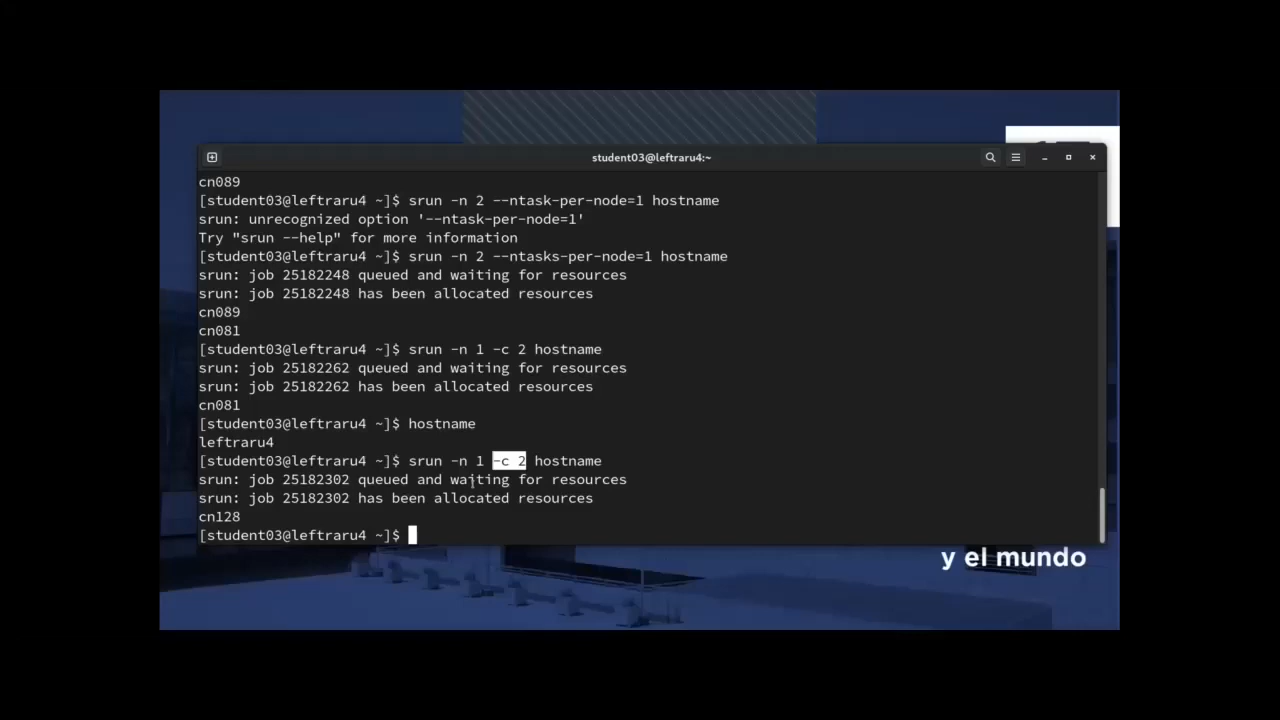 student03@leftraru4:~
cn089
[student03@leftraru4 ~]$ srun -n 2 --ntask-per-node=1 hostname
srun: unrecognized option '--ntask-per-node=1'
Try "srun --help" for more information
[student03@leftraru4 ~]$ srun -n 2 --ntasks-per-node=1 hostname
srun: job 25182248 queued and waiting for resources
srun: job 25182248 has been allocated resources
cn089
cn081
[student03@leftraru4 ~]$ srun -n 1 -c 2 hostname
srun: job 25182262 queued and waiting for resources
srun: job 25182262 has been allocated resources
cn081
[student03@leftraru4 ~]$ hostname
leftraru4
[student03@leftraru4 ~]$ srun -n 1 -c 2 hostname
srun: job 25182302 queued and waiting for resources
srun: job 25182302 has been allocated resources
cn128
[student03@leftraru4 ~]$
y el mundo